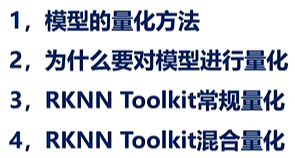 1，模型的量化方法
2，为什么要对模型进行量化
3，RKNN Toolkit常规量化
4，RKNN Toolkit混合量化